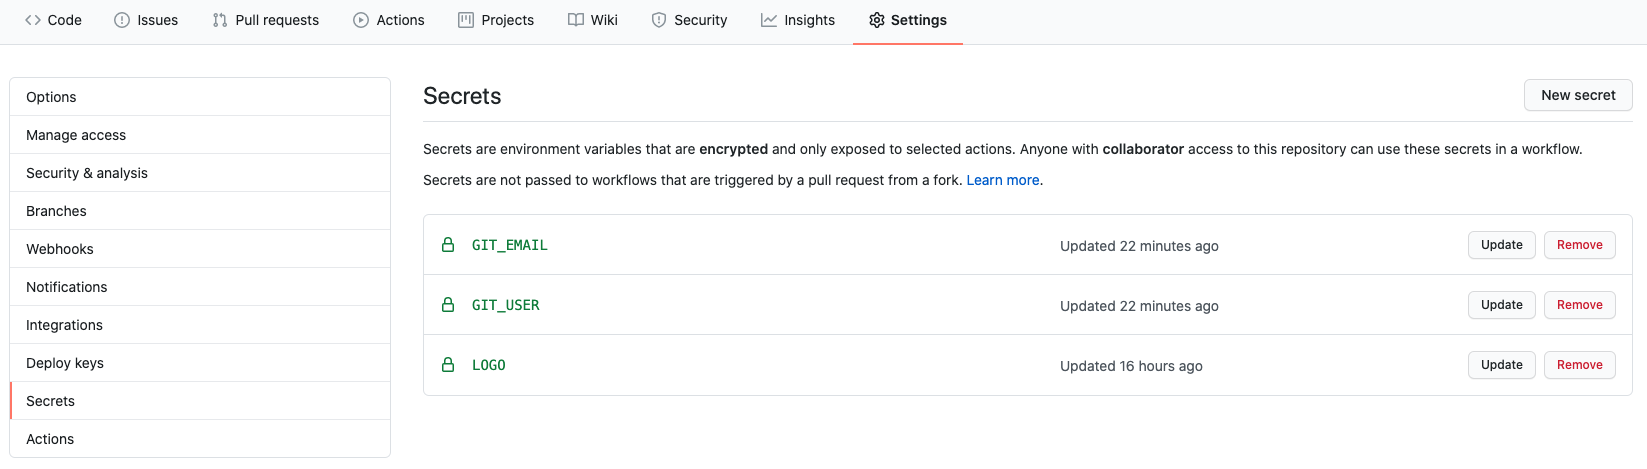 Code Issues Pull requests Actions Projects Wiki Security Insights Settings
Options
Manage access
Security & analysis
Branches
Webhooks
Notifications
Integrations
Deploy keys
Secrets
Actions
Secrets New secret
Secrets are environment variables that are encrypted and only exposed to selected actions. Anyone with collaborator access to this repository can use these secrets in a workflow.
Secrets are not passed to workflows that are triggered by a pull request from a fork. Learn more.
GIT_EMAIL Updated 22 minutes ago Update Remove
GIT_USER Updated 22 minutes ago Update Remove
LOGO Updated 16 hours ago Update Remove